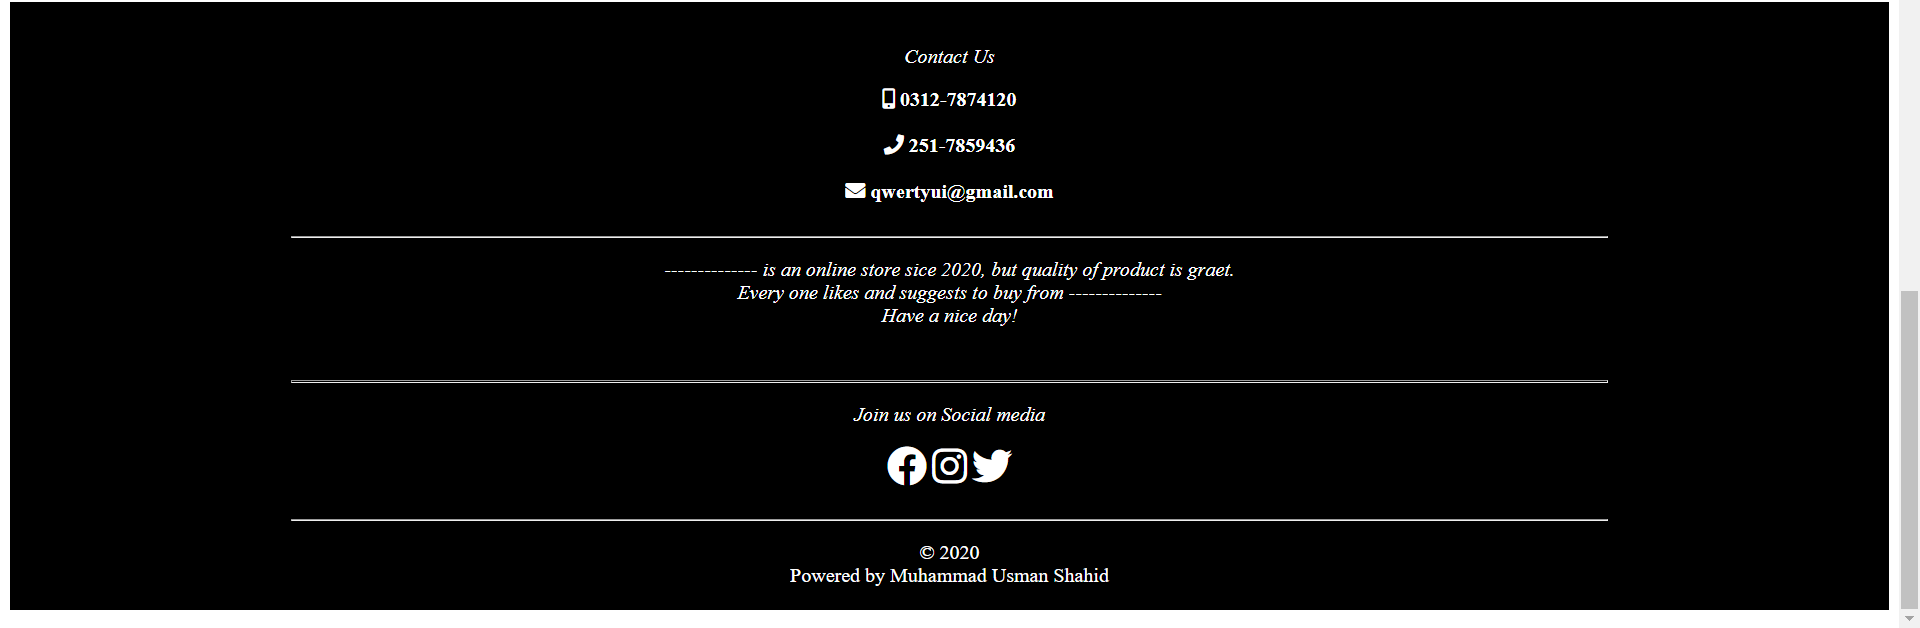 Contact Us
0312-7874120
251-7859436
qwertyui@gmail.com
-------------- is an online store sice 2020, but quality of product is graet.
Every one likes and suggests to buy from --------------
Have a nice day!
Join us on Social media
© 2020
Powered by Muhammad Usman Shahid